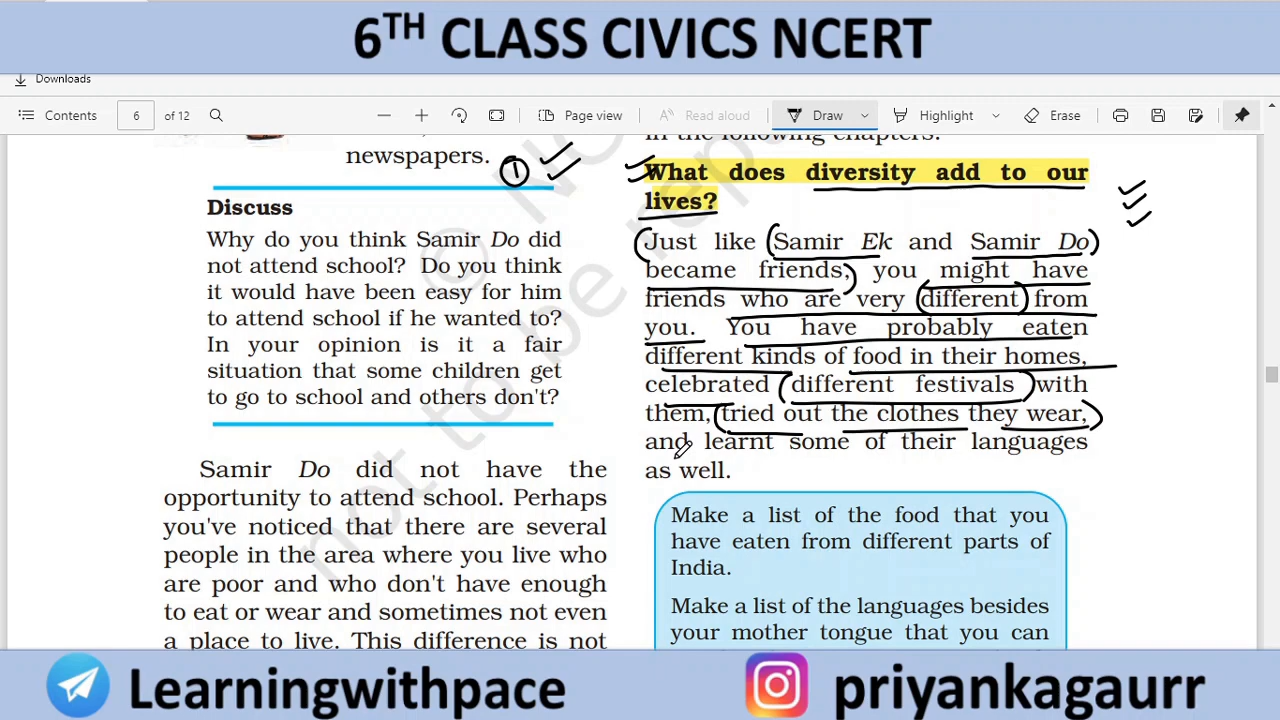 6TH CLASS CIVICS NCERT
Downloads
Contents
6
of 12
Page view
Read aloud
Draw
Highlight
Erase
newspapers.
1
Discuss
Why do you think Samir Do did
not attend school? Do you think
it would have been easy for him
to attend school if he wanted to?
In your opinion is it a fair
situation that some children get
to go to school and others don't?
Samir Do did not have the
opportunity to attend school. Perhaps
you've noticed that there are several
people in the area where you live who
are poor and who don't have enough
to eat or wear and sometimes not even
a place to live. This difference is not
in the following chapters.
What does diversity add to our
lives?
Just like Samir Ek and Samir Do
became friends, you might have
friends who are very different from
you. You have probably eaten
different kinds of food in their homes,
celebrated different festivals with
them, tried out the clothes they wear,
and learnt some of their languages
as well.
Make a list of the food that you
have eaten from different parts of
India.
Make a list of the languages besides
your mother tongue that you can
not to be repub
© NC
Learningwithpace
priyankagaurr